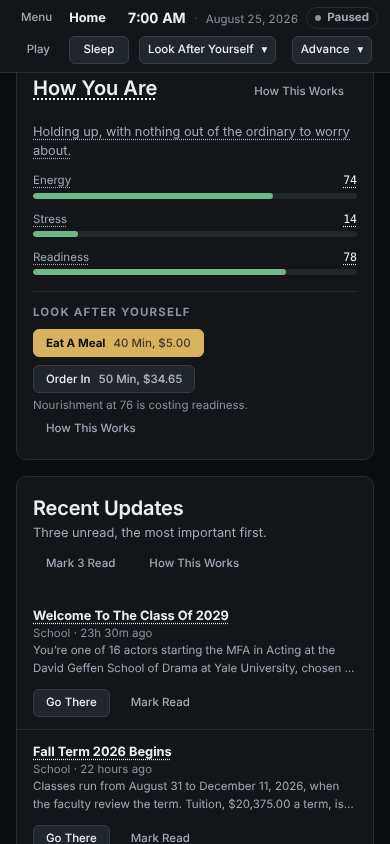 Menu Home 7:00 AM · August 25, 2026 Paused
Play Sleep Look After Yourself ▾ Advance ▾
How You Are How This Works
Holding up, with nothing out of the ordinary to worry
about.
Energy 74
Stress 14
Readiness 78
LOOK AFTER YOURSELF
Eat A Meal 40 Min, $5.00
Order In 50 Min, $34.65
Nourishment at 76 is costing readiness.
How This Works
Recent Updates
Three unread, the most important first.
Mark 3 Read How This Works
Welcome To The Class Of 2029
School · 23h 30m ago
You're one of 16 actors starting the MFA in Acting at the
David Geffen School of Drama at Yale University, chosen ...
Go There Mark Read
Fall Term 2026 Begins
School · 22 hours ago
Classes run from August 31 to December 11, 2026, when
the faculty review the term. Tuition, $20,375.00 a term, is...
Go There Mark Read